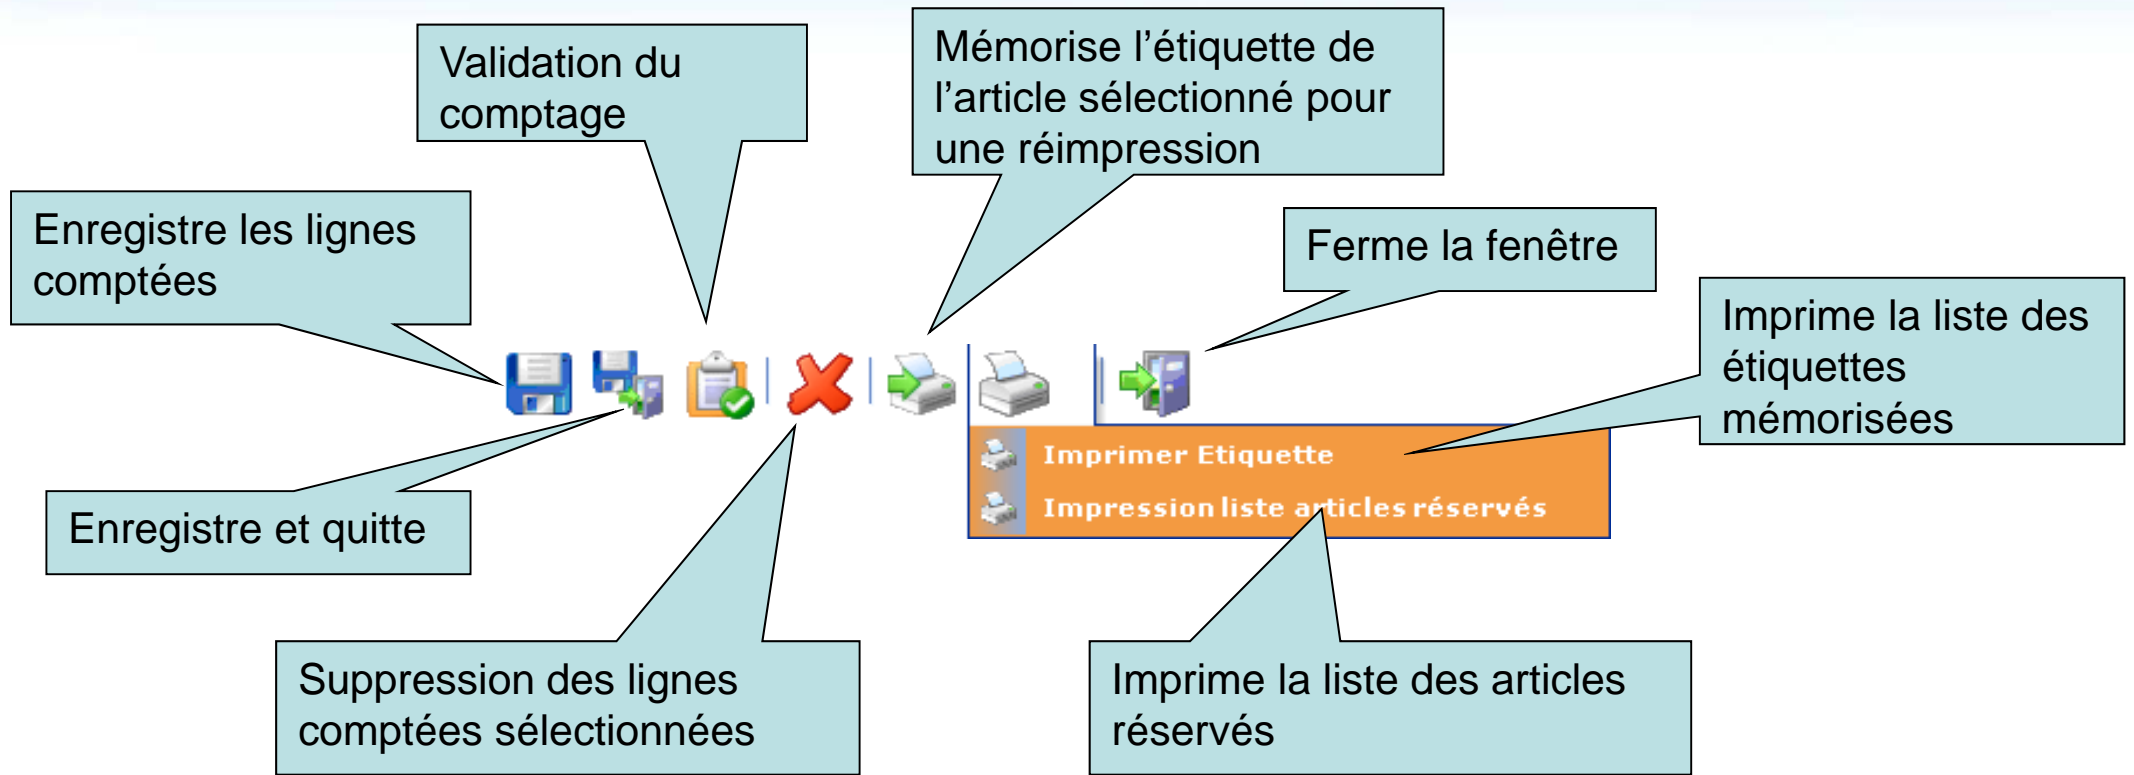 Validation du
comptage
Mémorise l’étiquette de
l’article sélectionné pour
une réimpression
Enregistre les lignes
comptées
Ferme la fenêtre
Imprime la liste des
étiquettes
mémorisées
Imprimer Etiquette
Impression liste articles réservés
Enregistre et quitte
Suppression des lignes
comptées sélectionnées
Imprime la liste des articles
réservés